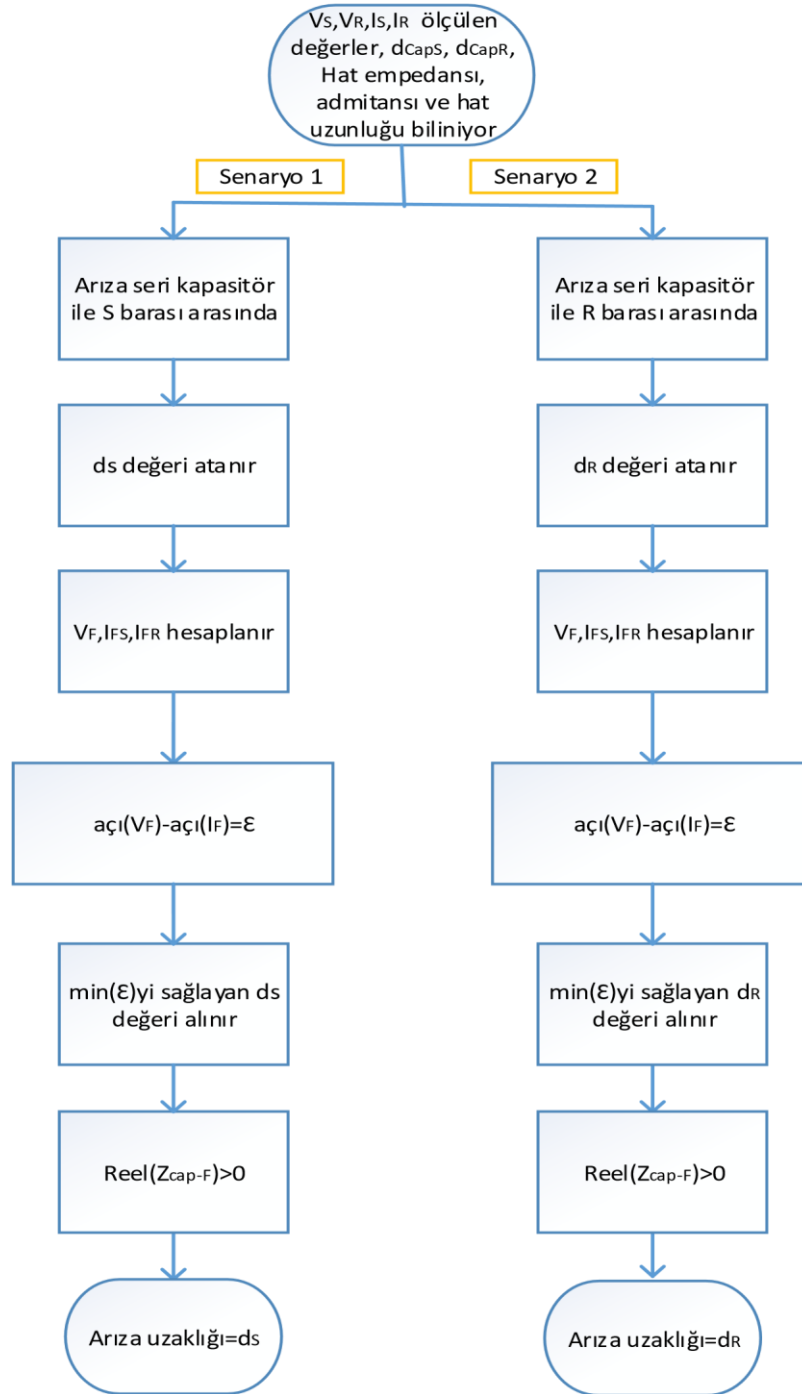 VS,VR,IS,IR ölçülen
değerler, dCapS, dCapR,
Hat empedansı,
admitansı ve hat
uzunluğu biliniyor
Senaryo 1
Senaryo 2
Arıza seri kapasitör
ile S barası arasında
Arıza seri kapasitör
ile R barası arasında
dS değeri atanır
dR değeri atanır
VF,IFS,IFR hesaplanır
VF,IFS,IFR hesaplanır
açı(VF)-açı(IF)=Ɛ
açı(VF)-açı(IF)=Ɛ
min(Ɛ)yi sağlayan dS
değeri alınır
min(Ɛ)yi sağlayan dR
değeri alınır
Reel(Zcap-F)>0
Reel(Zcap-F)>0
Arıza uzaklığı=dS
Arıza uzaklığı=dR